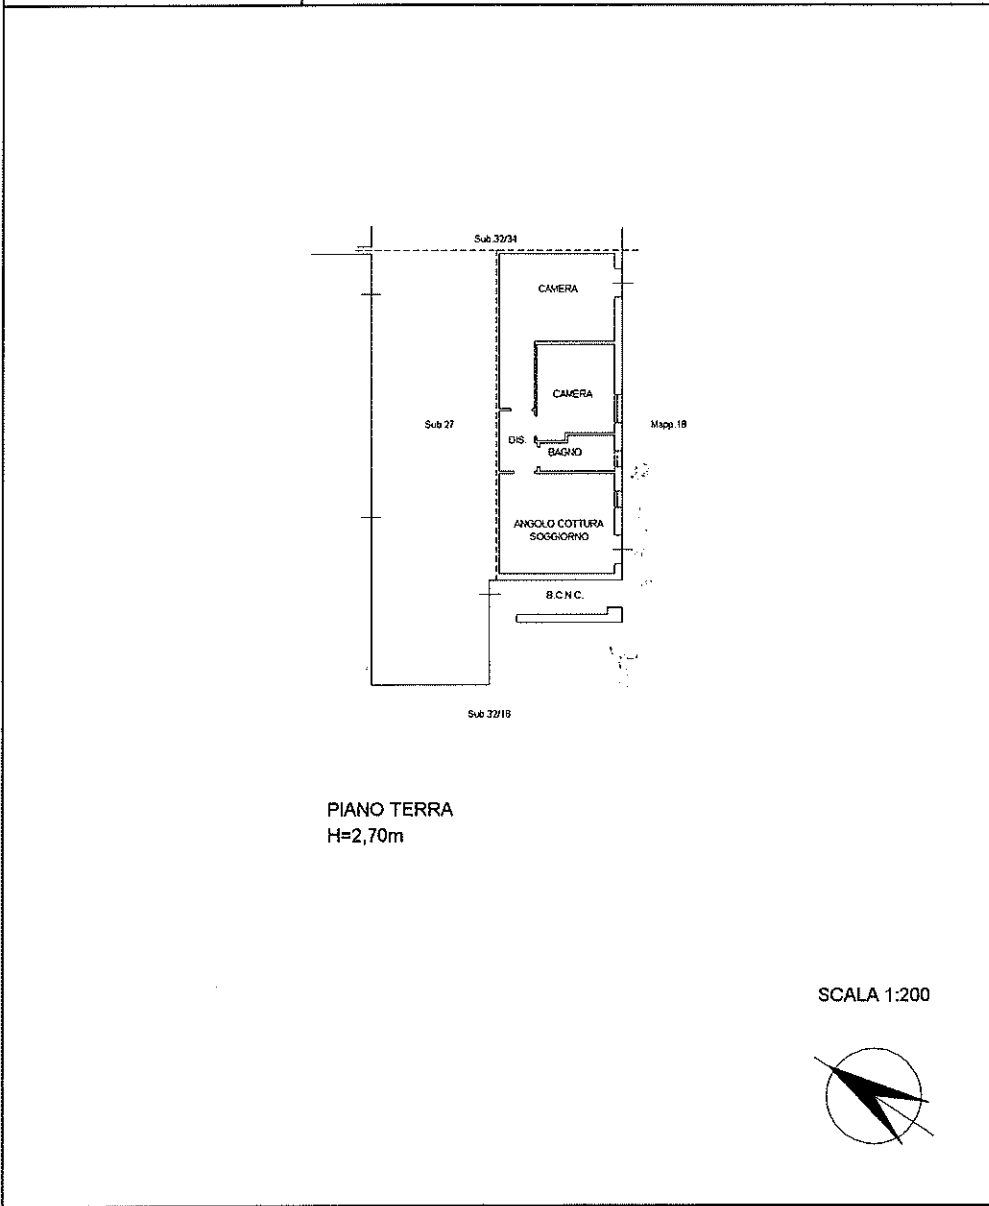 Sub.32/34
CAMERA
CAMERA
Sub 27
Mapp.18
DIS.
BAGNO
ANGOLO COTTURA
SOGGIORNO
B.C.N.C.
Sub 32/18
PIANO TERRA
H=2,70m
SCALA 1:200